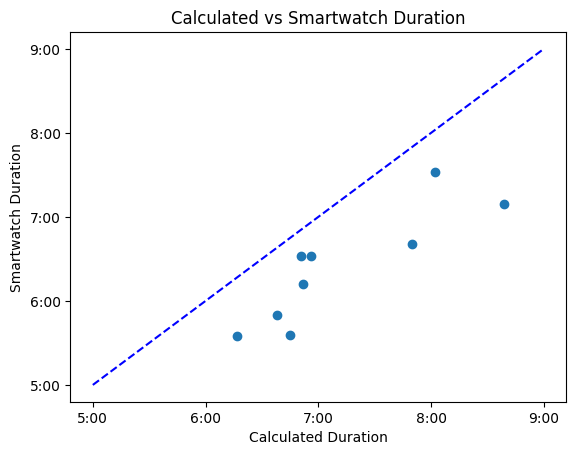 Calculated vs Smartwatch Duration
9:00
8:00
7:00
6:00
5:00
Smartwatch Duration
5:00 6:00 7:00 8:00 9:00
Calculated Duration